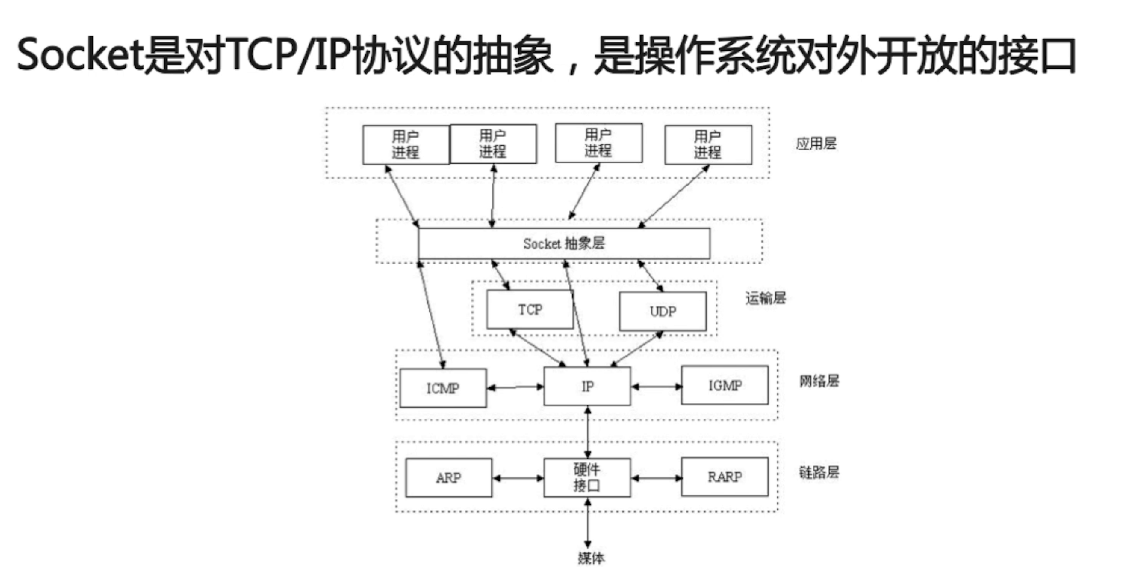 Socket是对TCP/IP协议的抽象，是操作系统对外开放的接口
用户
进程
用户
进程
用户
进程
用户
进程
应用层
Socket 抽象层
TCP
UDP
运输层
ICMP
IP
IGMP
网络层
ARP
硬件
接口
RARP
链路层
媒体